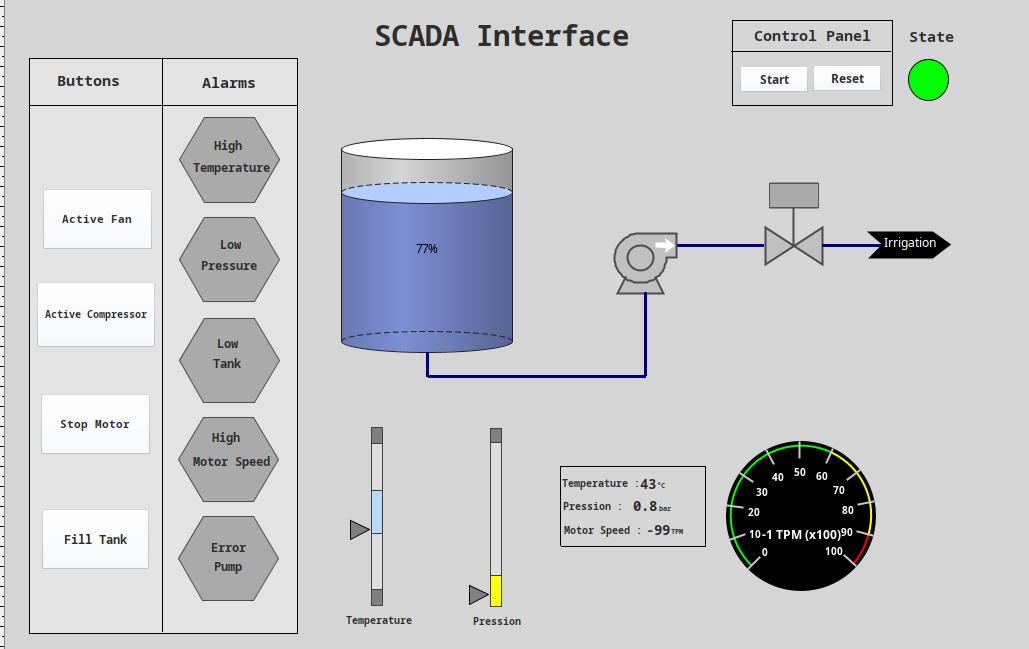 SCADA Interface
Control Panel
State
Start
Reset
Buttons
Alarms
High
Temperature
Active Fan
Low
Pressure
Active Compressor
Low
Tank
Stop Motor
High
Motor Speed
Fill Tank
Error
Pump
77%
Irrigation
Temperature
Pression
Temperature : 43 °C
Pression : 0.8 bar
Motor Speed : -99 TPM
0
10
20
30
40
50
60
70
80
90
100
-1 TPM (x100)